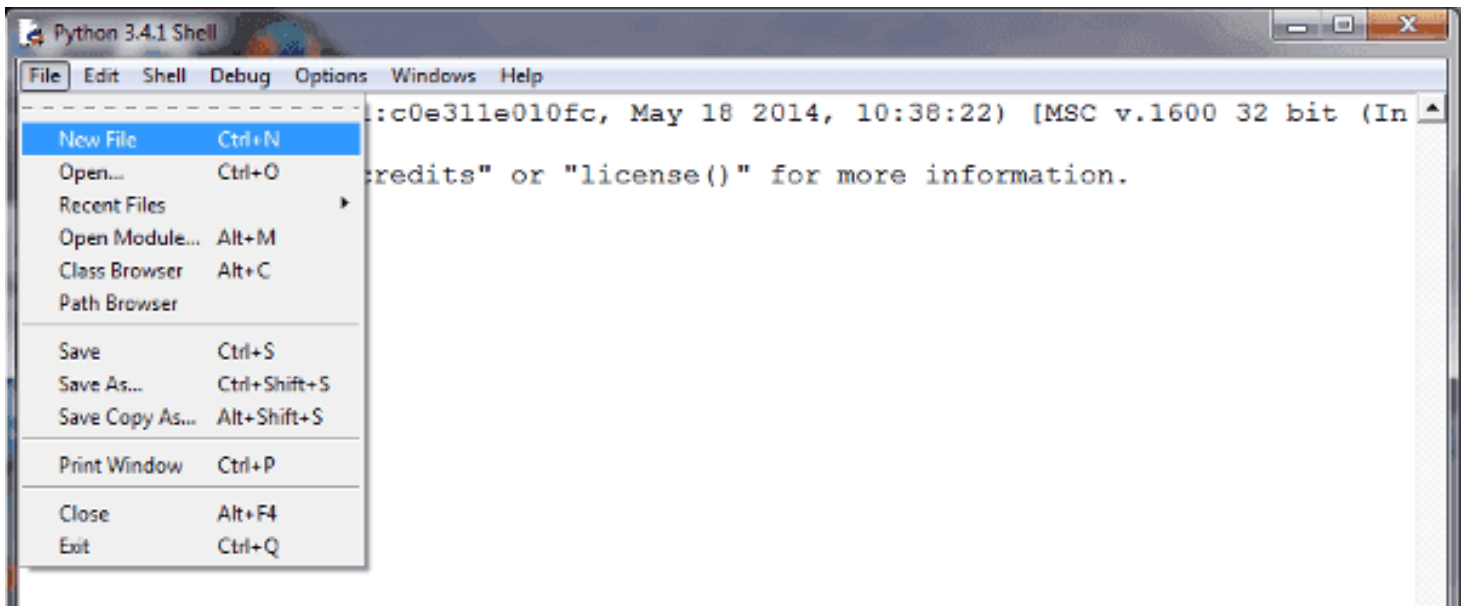 Python 3.4.1 Shell
File Edit Shell Debug Options Windows Help
:c0e311e010fc, May 18 2014, 10:38:22) [MSC v.1600 32 bit (In
New File Ctrl+N
Open... Ctrl+O
redits" or "license()" for more information.
Recent Files
Open Module... Alt+M
Class Browser Alt+C
Path Browser
Save Ctrl+S
Save As... Ctrl+Shift+S
Save Copy As... Alt+Shift+S
Print Window Ctrl+P
Close Alt+F4
Exit Ctrl+Q